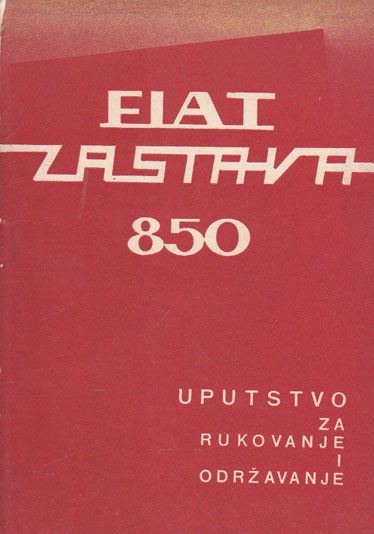 FIAT
ZASTAVA
850
UPUTSTVO
ZA
RUKOVANJE
I
ODRŽAVANJE